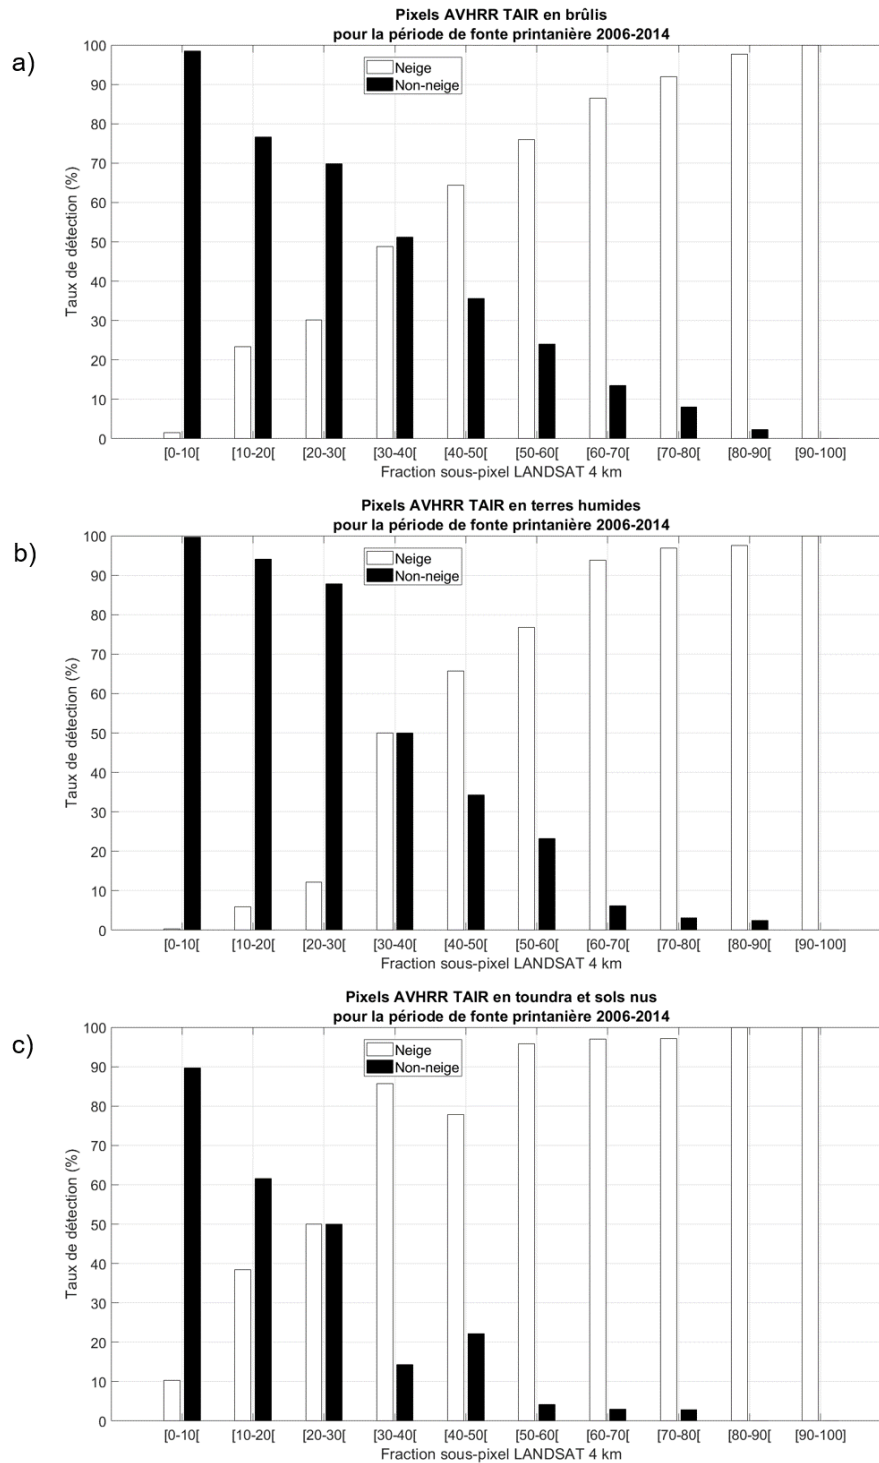 Pixels AVHRR TAIR en brûlis
pour la période de fonte printanière 2006-2014
a)
100
90
80
70
60
50
40
30
20
10
0
Taux de détection (%)
Neige
Non-neige
[0-10[ [10-20[ [20-30[ [30-40[ [40-50[ [50-60[ [60-70[ [70-80[ [80-90[ [90-100]
Fraction sous-pixel LANDSAT 4 km
Pixels AVHRR TAIR en terres humides
pour la période de fonte printanière 2006-2014
b)
100
90
80
70
60
50
40
30
20
10
0
Taux de détection (%)
Neige
Non-neige
[0-10[ [10-20[ [20-30[ [30-40[ [40-50[ [50-60[ [60-70[ [70-80[ [80-90[ [90-100]
Fraction sous-pixel LANDSAT 4 km
Pixels AVHRR TAIR en toundra et sols nus
pour la période de fonte printanière 2006-2014
c)
100
90
80
70
60
50
40
30
20
10
0
Taux de détection (%)
Neige
Non-neige
[0-10[ [10-20[ [20-30[ [30-40[ [40-50[ [50-60[ [60-70[ [70-80[ [80-90[ [90-100]
Fraction sous-pixel LANDSAT 4 km